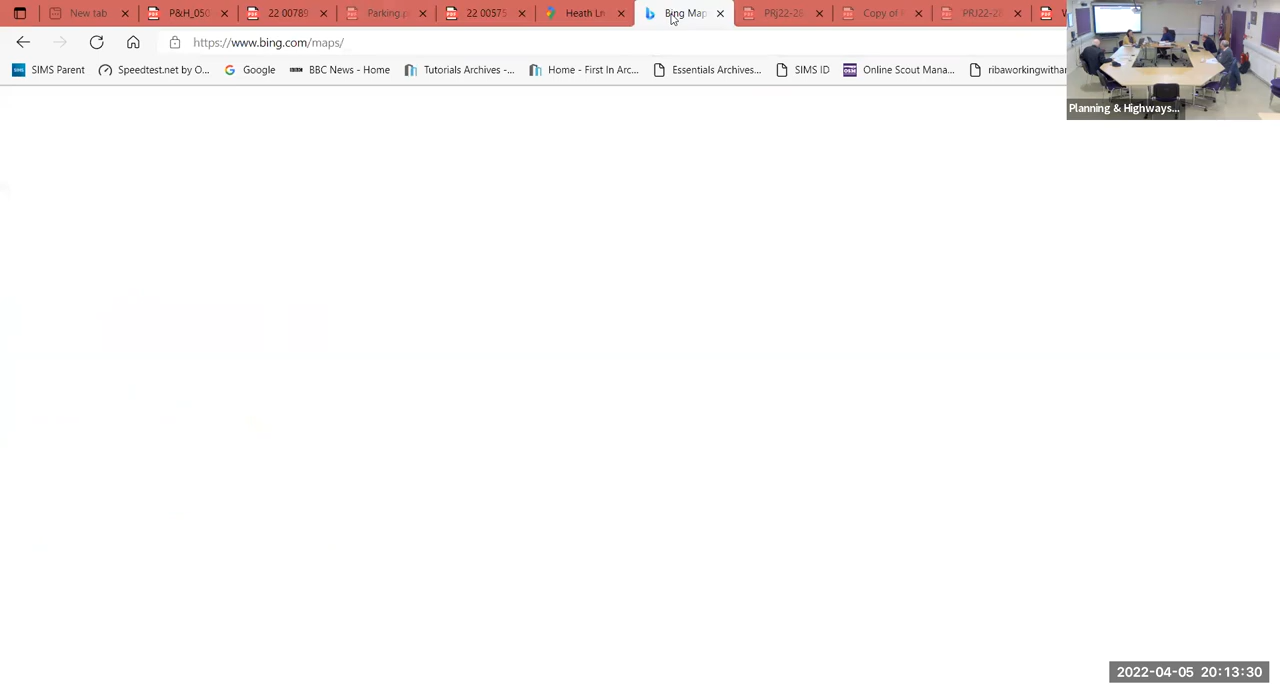 New tab P&H_050 22 00789 Parking.p 22 00575 Heath Ln Bing Map PRJ22-28 Copy of PRJ22-28
https://www.bing.com/maps/
SIMS Parent Speedtest.net by O... Google BBC News - Home Tutorials Archives -... Home - First In Arc... Essentials Archives... SIMS ID Online Scout Mana... ribaworkingwithar
Planning & Highways...
2022-04-05 20:13:30